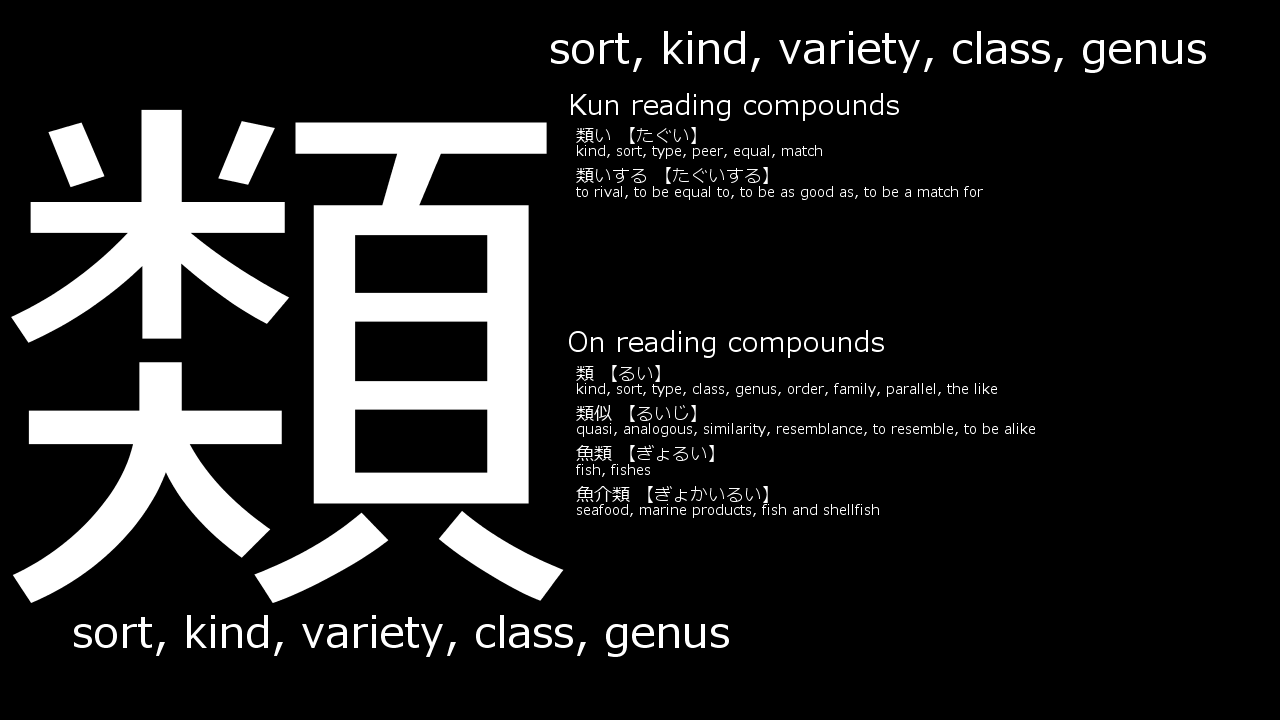 sort, kind, variety, class, genus
類
Kun reading compounds
類い 【たぐい】
kind, sort, type, peer, equal, match
類いする 【たぐいする】
to rival, to be equal to, to be as good as, to be a match for
On reading compounds
類 【るい】
kind, sort, type, class, genus, order, family, parallel, the like
類似 【るいじ】
quasi, analogous, similarity, resemblance, to resemble, to be alike
魚類 【ぎょるい】
fish, fishes
魚介類 【ぎょかいるい】
seafood, marine products, fish and shellfish
sort, kind, variety, class, genus